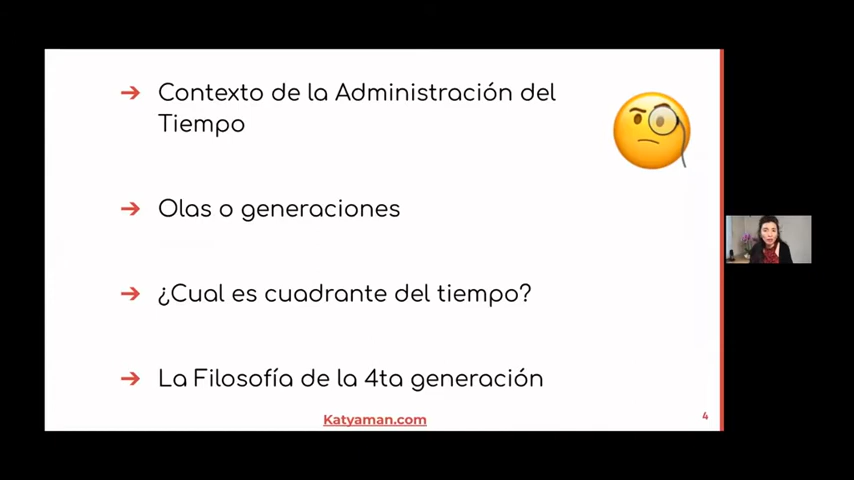 ➔ Contexto de la Administración del
Tiempo
➔ Olas o generaciones
➔ ¿Cual es cuadrante del tiempo?
➔ La Filosofía de la 4ta generación
Katyaman.com
4